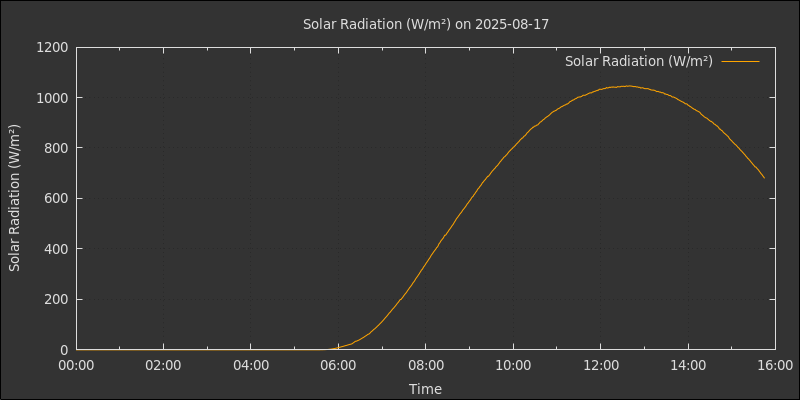 Solar Radiation (W/m²) on 2025-08-17
Solar Radiation (W/m²)
Solar Radiation (W/m²)
1200
1000
800
600
400
200
0
00:00 02:00 04:00 06:00 08:00 10:00 12:00 14:00 16:00
Time